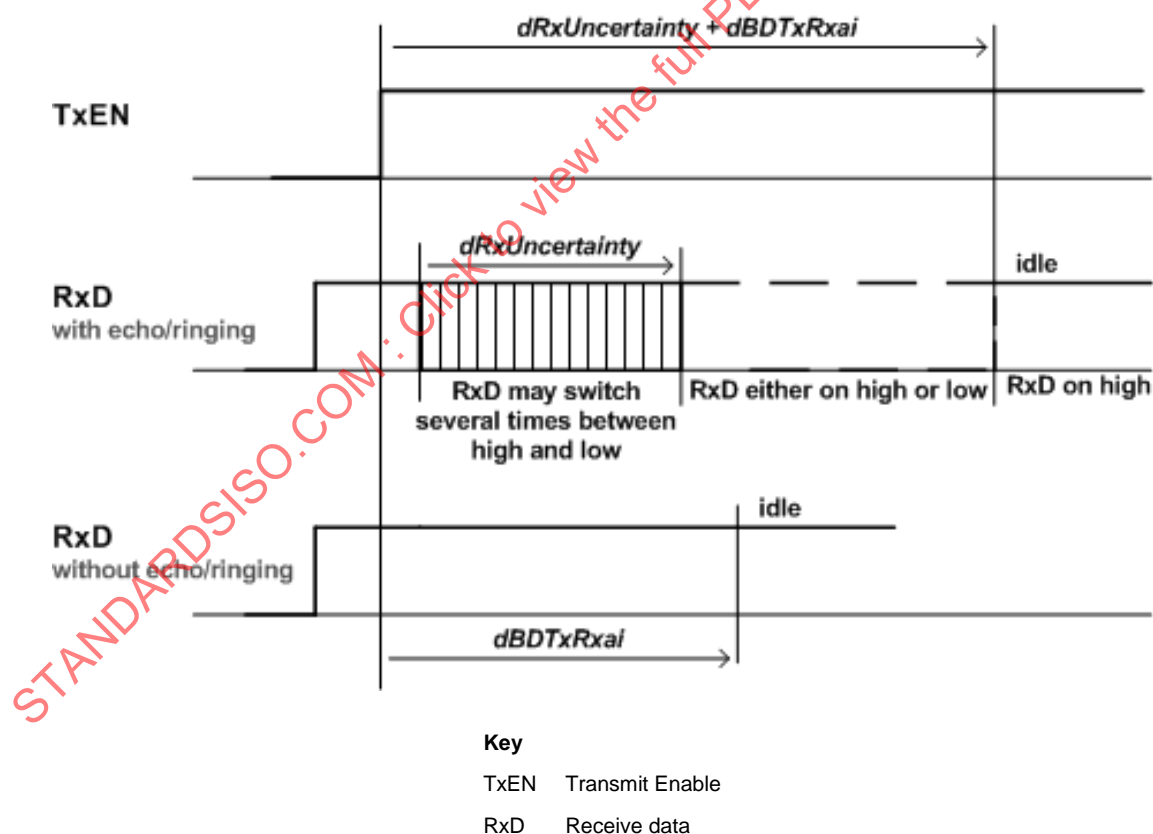 dRxUncertainty + dBDTxRxai
TxEN
dRxUncertainty
idle
RxD
with echo/ringing
RxD may switch
several times between
high and low
RxD either on high or low
RxD on high
idle
RxD
without echo/ringing
dBDTxRxai
STANDARDSISO.COM : Click to view the full
Key
TxEN Transmit Enable
RxD Receive data